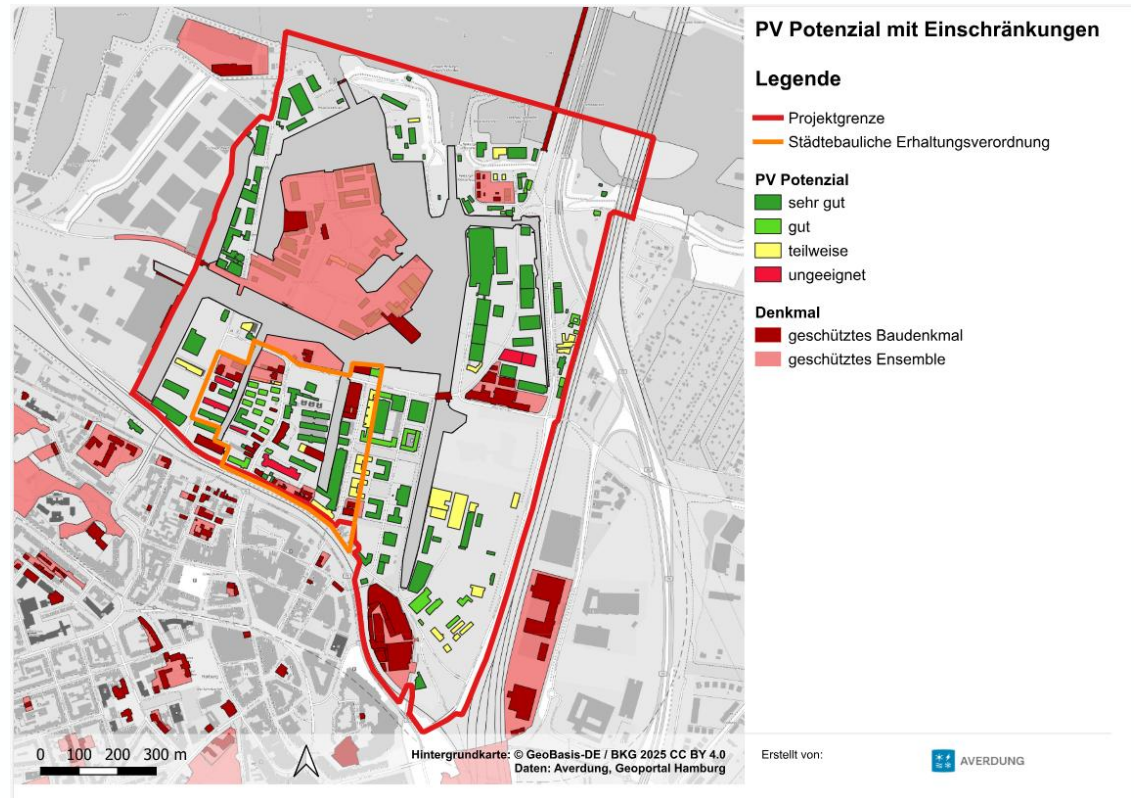 PV Potenzial mit Einschränkungen
Legende
Projektgrenze
Städtebauliche Erhaltungsverordnung
PV Potenzial
sehr gut
gut
teilweise
ungeeignet
Denkmal
geschütztes Baudenkmal
geschütztes Ensemble
0 100 200 300 m
Hintergrundkarte: © GeoBasis-DE / BKG 2025 CC BY 4.0
Daten: Averdung, Geoportal Hamburg
Erstellt von:
AVERDUNG